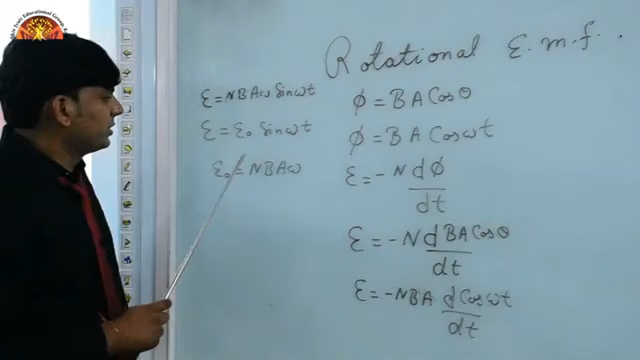 Rotational E.m.f..
Φ = BA Cosθ
Φ = BA Cosωt
ε = -N dΦ
dt
ε = -N d BA Cosθ
dt
ε = -NBA d Cosωt
dt
ε = NBAω Sinωt
ε = ε₀ Sinωt
ε₀ = NBAω